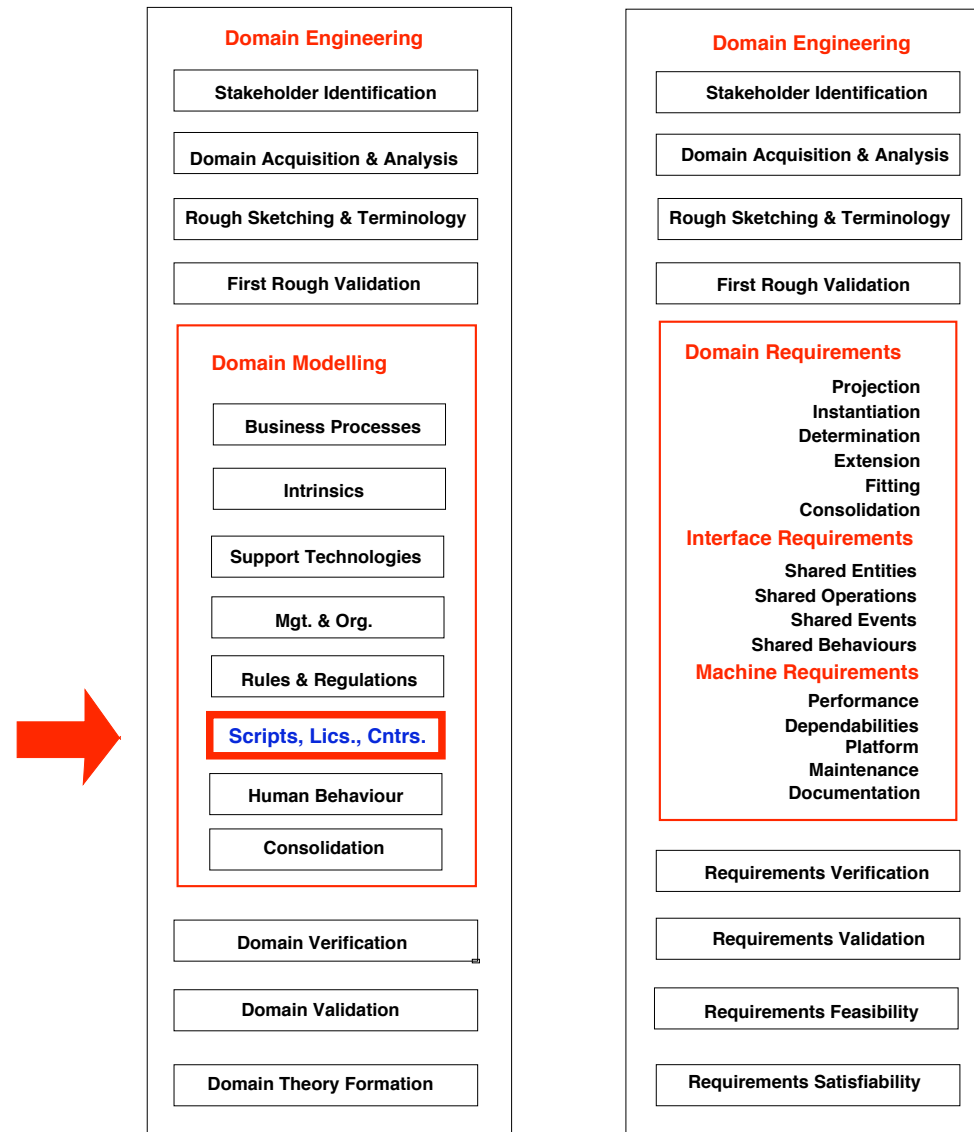 Domain Engineering
Stakeholder Identification
Domain Acquisition & Analysis
Rough Sketching & Terminology
First Rough Validation
Domain Modelling
Business Processes
Intrinsics
Support Technologies
Mgt. & Org.
Rules & Regulations
Scripts, Lics., Cntrs.
Human Behaviour
Consolidation
Domain Verification
Domain Validation
Domain Theory Formation
Domain Engineering
Stakeholder Identification
Domain Acquisition & Analysis
Rough Sketching & Terminology
First Rough Validation
Domain Requirements
Projection
Instantiation
Determination
Extension
Fitting
Consolidation
Interface Requirements
Shared Entities
Shared Operations
Shared Events
Shared Behaviours
Machine Requirements
Performance
Dependabilities
Platform
Maintenance
Documentation
Requirements Verification
Requirements Validation
Requirements Feasibility
Requirements Satisfiability